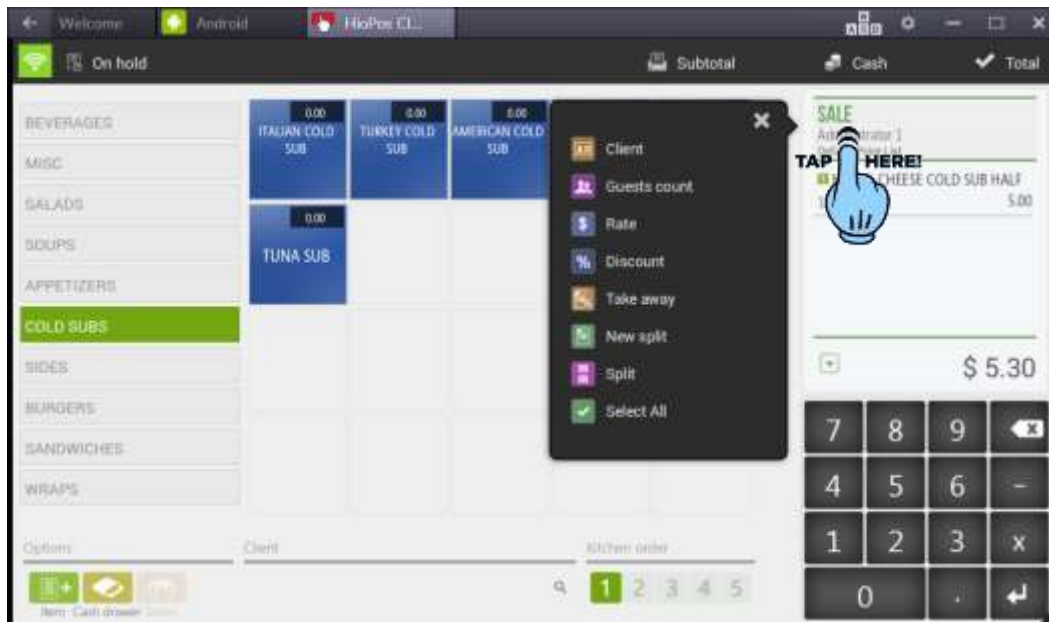 Welcome
Android
HioPos Cl...
On hold
Subtotal
Cash
Total
BEVERAGES
MISC
SALADS
SOUPS
APPETIZERS
COLD SUBS
SIDES
BURGERS
SANDWICHES
WRAPS
0.00
ITALIAN COLD SUB
0.00
TURKEY COLD SUB
0.00
AMERICAN COLD SUB
0.00
TUNA SUB
Client
Guests count
Rate
Discount
Take away
New split
Split
Select All
SALE
TAP HERE!
CHEESE COLD SUB HALF
5.00
$ 5.30
7 8 9
4 5 6 -
1 2 3 x
0 .
Options
Client
Kitchen order
1 2 3 4 5
Item Cash drawer